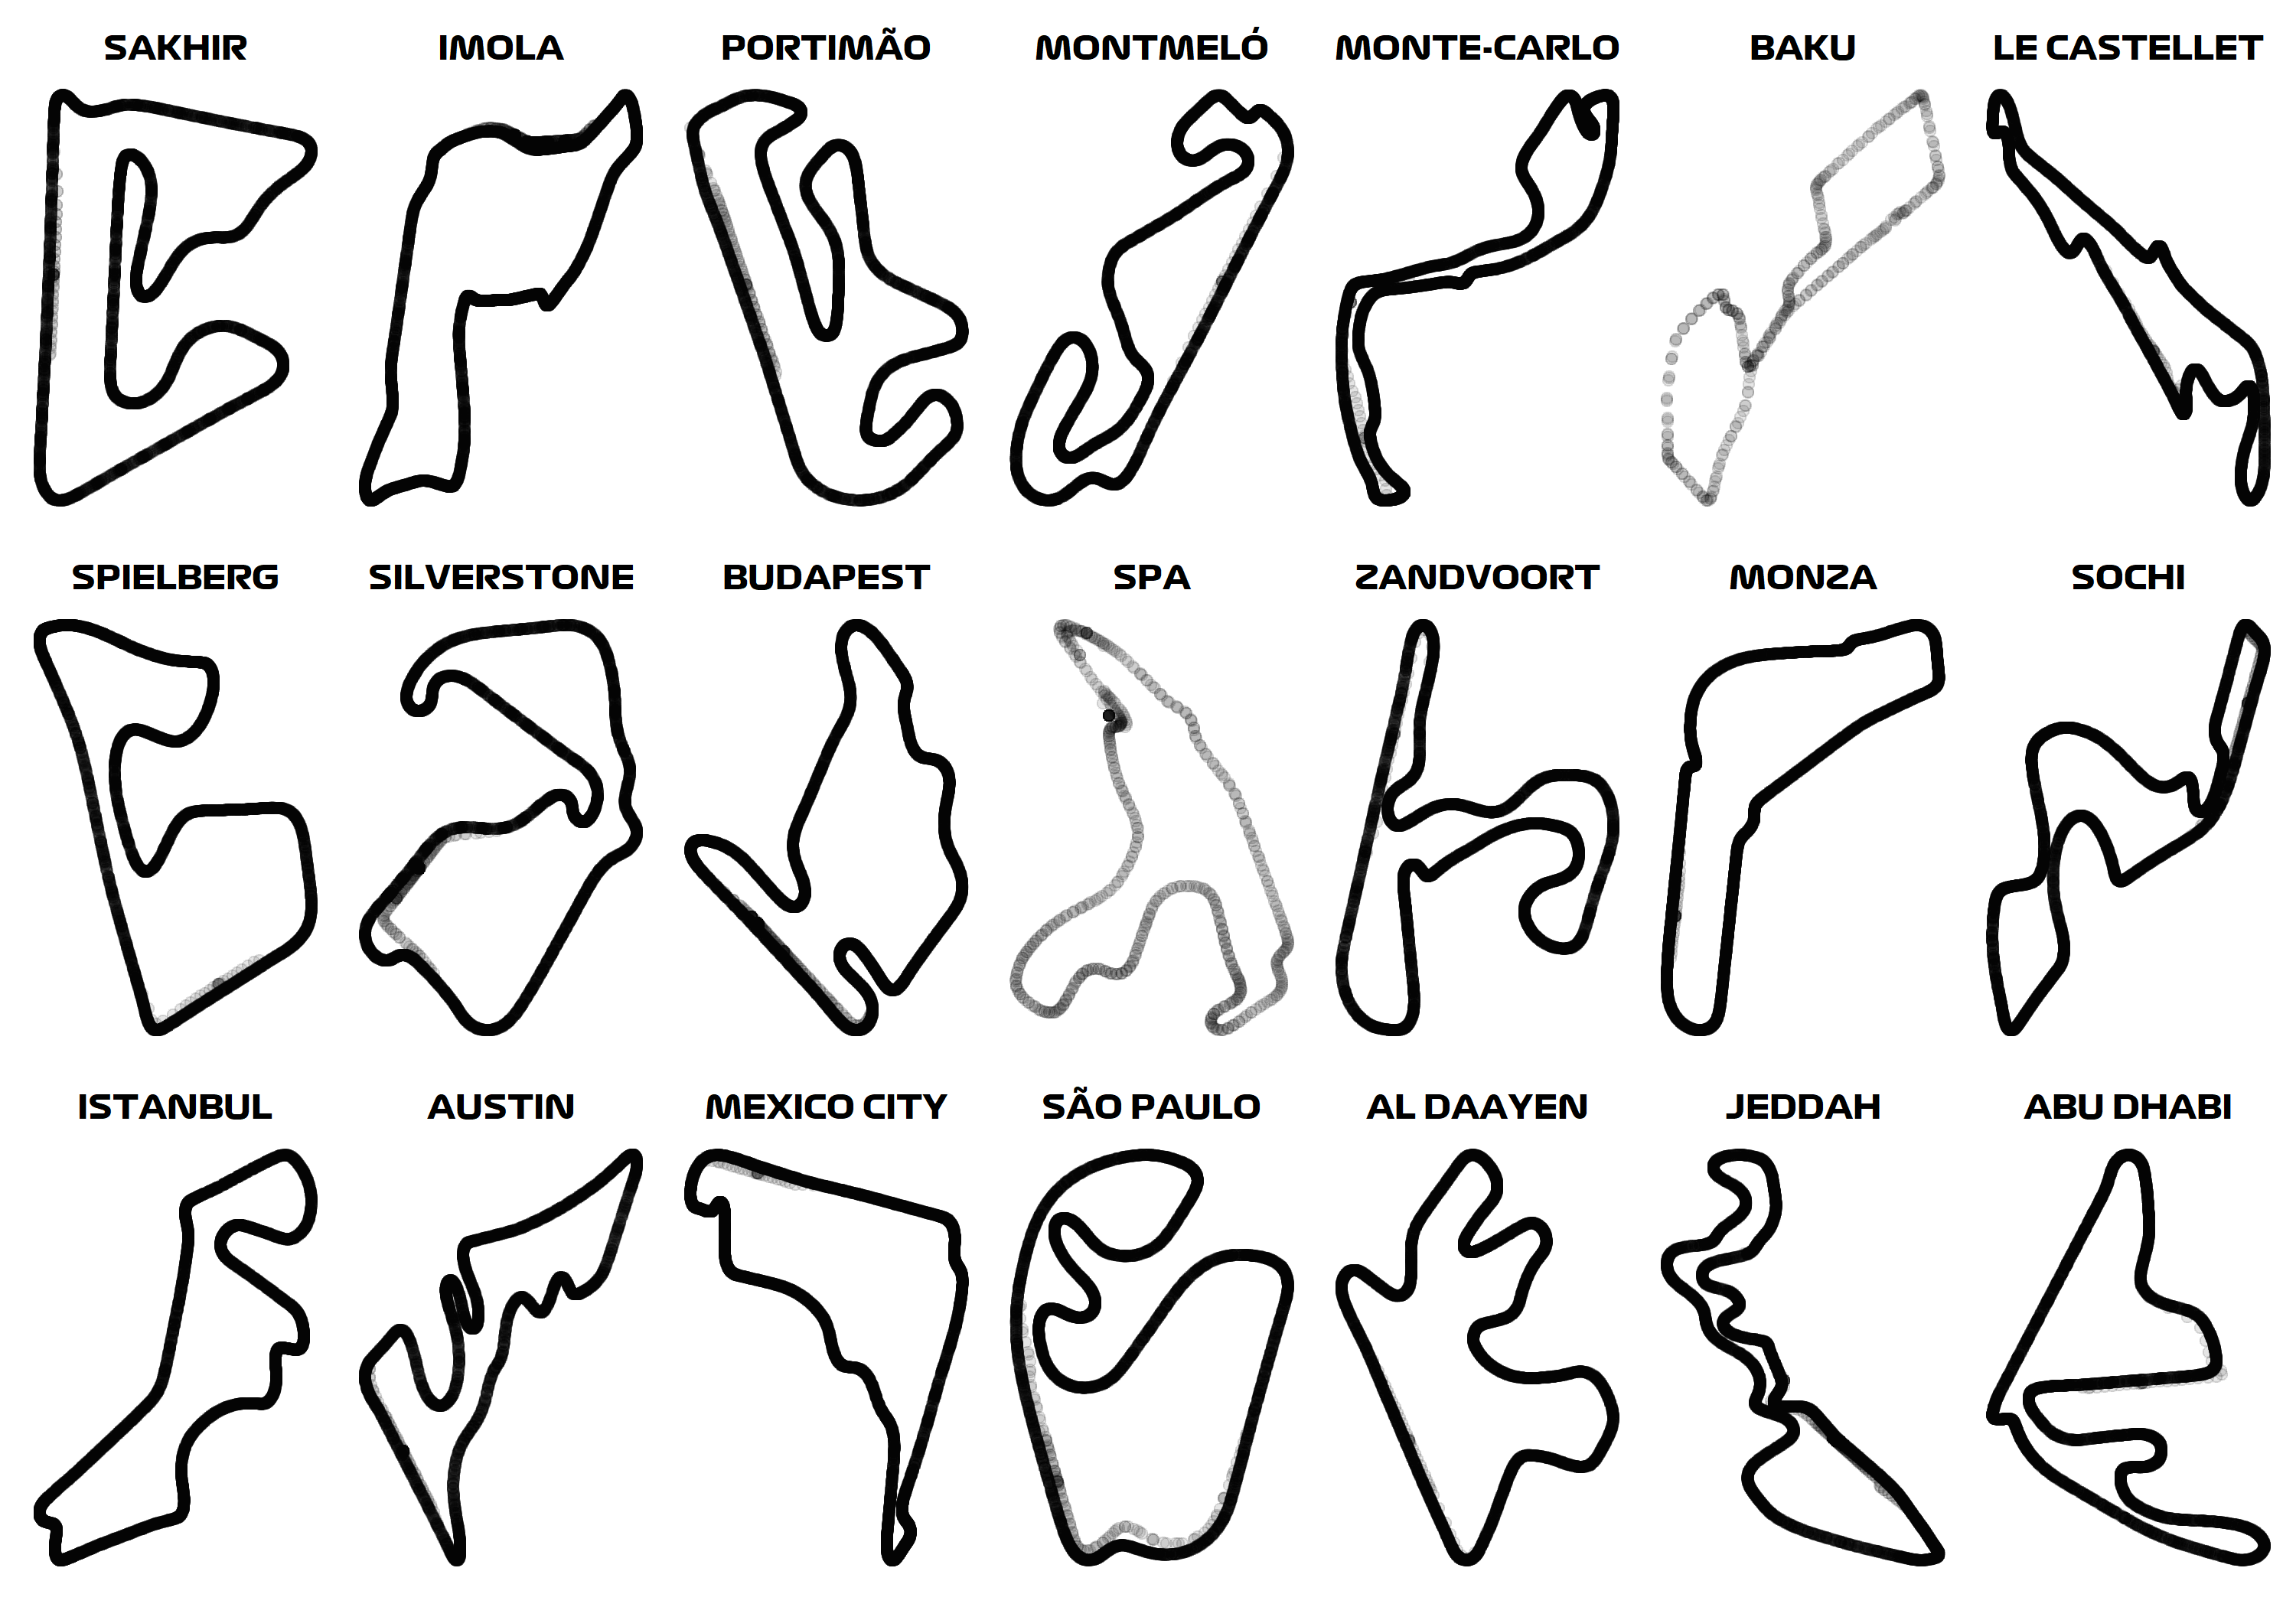 SAKHIR IMOLA PORTIMÃO MONTMELÓ MONTE-CARLO BAKU LE CASTELLET
SPIELBERG SILVERSTONE BUDAPEST SPA ZANDVOORT MONZA SOCHI
ISTANBUL AUSTIN MEXICO CITY SÃO PAULO AL DAAYEN JEDDAH ABU DHABI